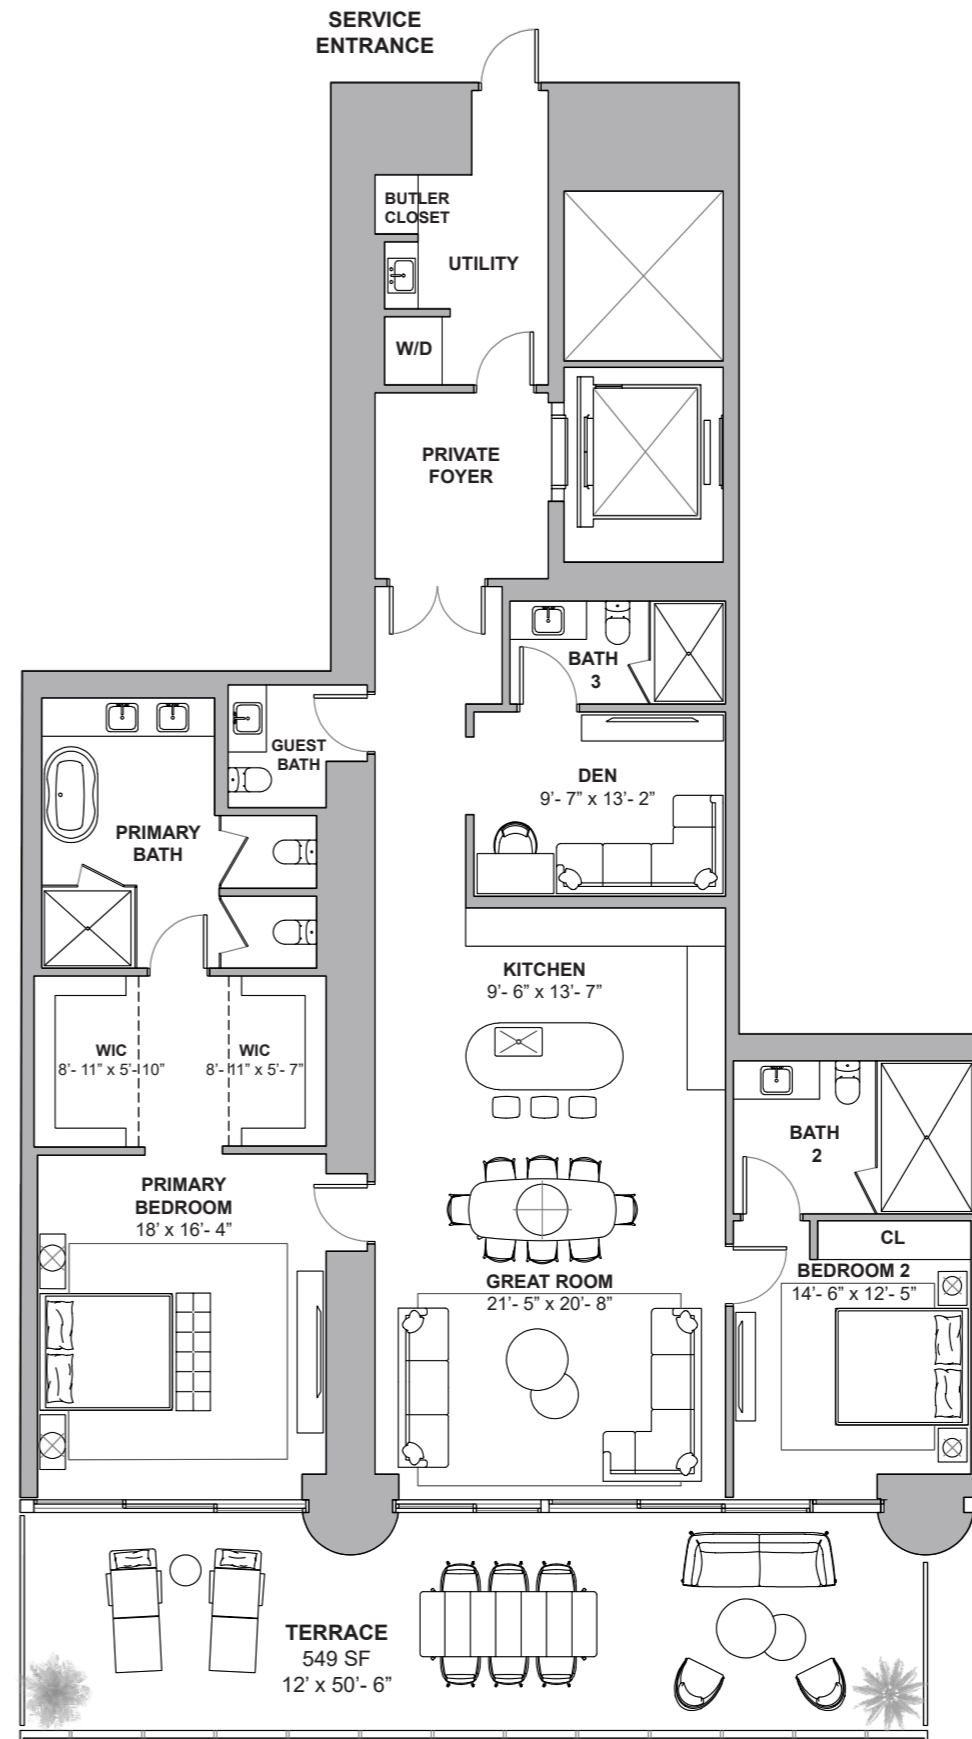 SERVICE
ENTRANCE
BUTLER
CLOSET
UTILITY
W/D
PRIVATE
FOYER
BATH
3
GUEST
BATH
DEN
9'- 7” x 13'- 2”
PRIMARY
BATH
KITCHEN
9'- 6” x 13'- 7”
WIC
8'- 11” x 5'- 10”
WIC
8'- 11” x 5'- 7”
BATH
2
PRIMARY
BEDROOM
18’ x 16’- 4”
CL
BEDROOM 2
14’- 6” x 12’- 5”
GREAT ROOM
21’- 5” x 20’- 8”
TERRACE
549 SF
12’ x 50’- 6”